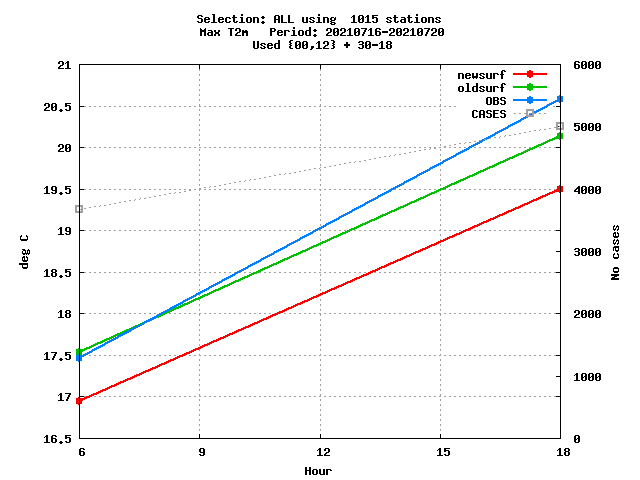 Selection: ALL using  1015 stations
Max T2m   Period: 20210716-20210720
Used {00,12} + 30-18
21
20.5
20
19.5
19
18.5
18
17.5
17
16.5
6000
5000
4000
3000
2000
1000
0
newsurf
oldsurf
OBS
CASES
deg C
No cases
6
9
12
15
18
Hour